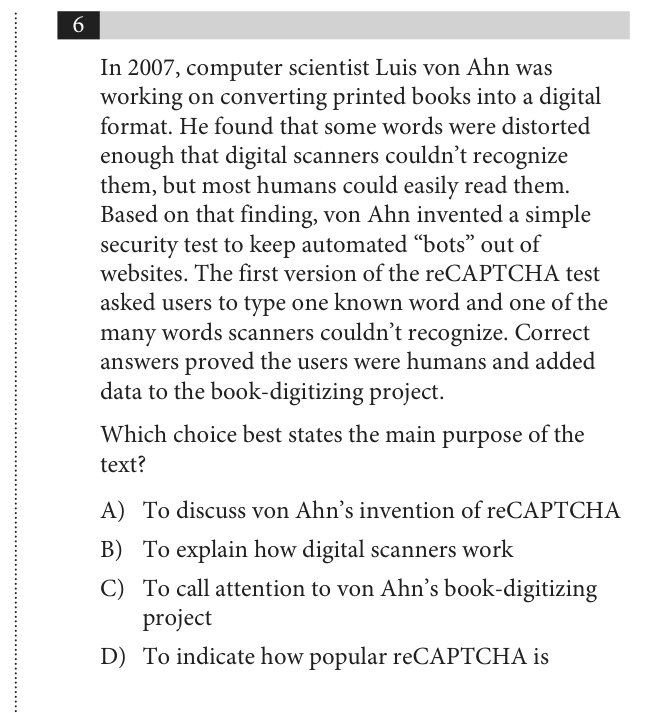 6
In 2007, computer scientist Luis von Ahn was
working on converting printed books into a digital
format. He found that some words were distorted
enough that digital scanners couldn’t recognize
them, but most humans could easily read them.
Based on that finding, von Ahn invented a simple
security test to keep automated “bots” out of
websites. The first version of the reCAPTCHA test
asked users to type one known word and one of the
many words scanners couldn’t recognize. Correct
answers proved the users were humans and added
data to the book-digitizing project.
Which choice best states the main purpose of the
text?
A) To discuss von Ahn’s invention of reCAPTCHA
B) To explain how digital scanners work
C) To call attention to von Ahn’s book-digitizing
project
D) To indicate how popular reCAPTCHA is